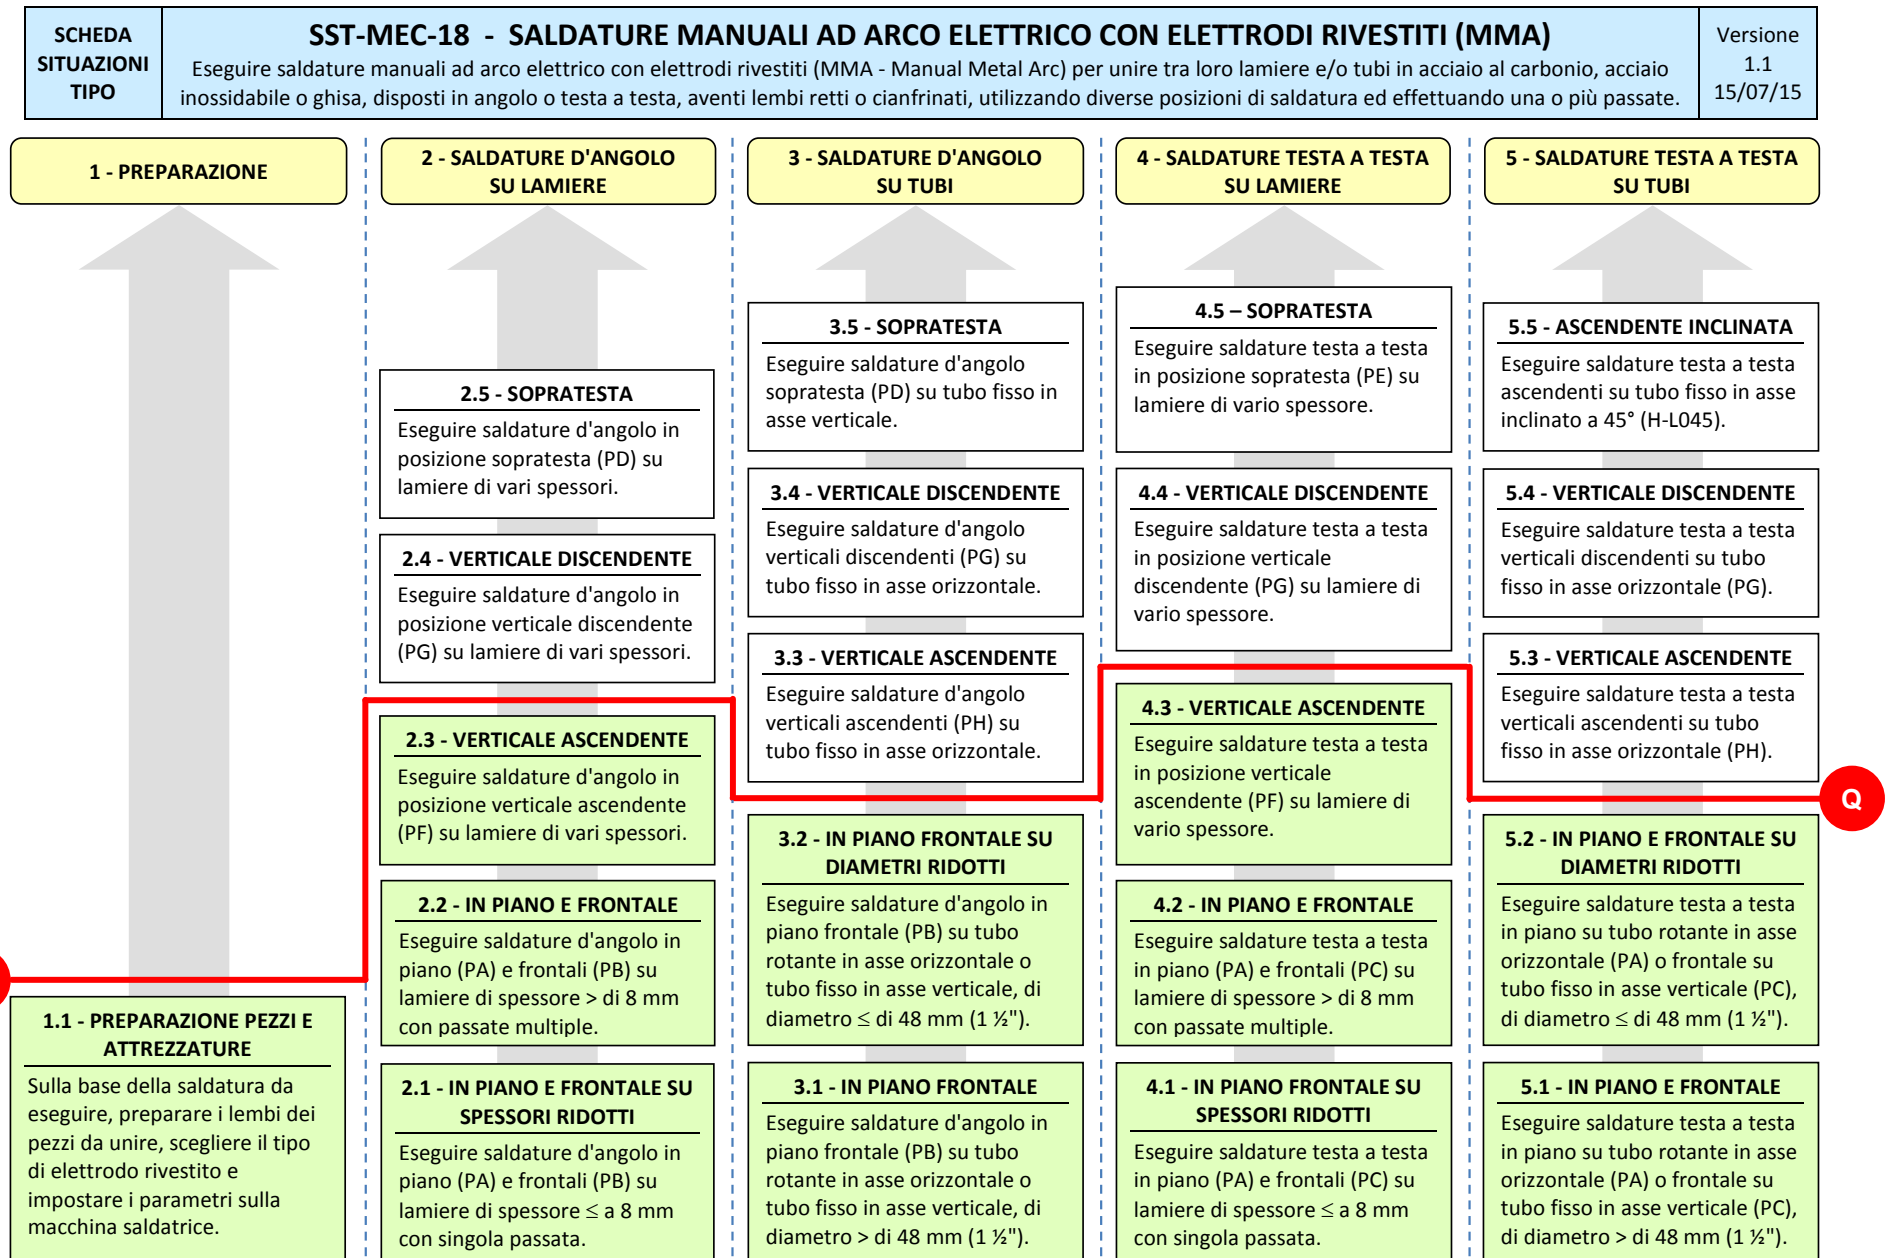 SCHEDA
SITUAZIONI
TIPO
SST-MEC-18 - SALDATURE MANUALI AD ARCO ELETTRICO CON ELETTRODI RIVESTITI (MMA)
Eseguire saldature manuali ad arco elettrico con elettrodi rivestiti (MMA - Manual Metal Arc) per unire tra loro lamiere e/o tubi in acciaio al carbonio, acciaio
inossidabile o ghisa, disposti in angolo o testa a testa, aventi lembi retti o cianfrinati, utilizzando diverse posizioni di saldatura ed effettuando una o più passate.
Versione
1.1
15/07/15
1 - PREPARAZIONE
1.1 - PREPARAZIONE PEZZI E
ATTREZZATURE
Sulla base della saldatura da
eseguire, preparare i lembi dei
pezzi da unire, scegliere il tipo
di elettrodo rivestito e
impostare i parametri sulla
macchina saldatrice.
2 - SALDATURE D'ANGOLO
SU LAMIERE
2.5 - SOPRATESTA
Eseguire saldature d'angolo in
posizione sopratesta (PD) su
lamiere di vari spessori.
2.4 - VERTICALE DISCENDENTE
Eseguire saldature d'angolo in
posizione verticale discendente
(PG) su lamiere di vari spessori.
2.3 - VERTICALE ASCENDENTE
Eseguire saldature d'angolo in
posizione verticale ascendente
(PF) su lamiere di vari spessori.
2.2 - IN PIANO E FRONTALE
Eseguire saldature d'angolo in
piano (PA) e frontali (PB) su
lamiere di spessore > di 8 mm
con passate multiple.
2.1 - IN PIANO E FRONTALE SU
SPESSORI RIDOTTI
Eseguire saldature d'angolo in
piano (PA) e frontali (PB) su
lamiere di spessore ≤ a 8 mm
con singola passata.
3 - SALDATURE D'ANGOLO
SU TUBI
3.5 - SOPRATESTA
Eseguire saldature d'angolo
sopratesta (PD) su tubo fisso in
asse verticale.
3.4 - VERTICALE DISCENDENTE
Eseguire saldature d'angolo
verticali discendenti (PG) su
tubo fisso in asse orizzontale.
3.3 - VERTICALE ASCENDENTE
Eseguire saldature d'angolo
verticali ascendenti (PH) su
tubo fisso in asse orizzontale.
3.2 - IN PIANO FRONTALE SU
DIAMETRI RIDOTTI
Eseguire saldature d'angolo in
piano frontale (PB) su tubo
rotante in asse orizzontale o
tubo fisso in asse verticale, di
diametro ≤ di 48 mm (1 ½").
3.1 - IN PIANO FRONTALE
Eseguire saldature d'angolo in
piano frontale (PB) su tubo
rotante in asse orizzontale o
tubo fisso in asse verticale, di
diametro > di 48 mm (1 ½").
4 - SALDATURE TESTA A TESTA
SU LAMIERE
4.5 – SOPRATESTA
Eseguire saldature testa a testa
in posizione sopratesta (PE) su
lamiere di vario spessore.
4.4 - VERTICALE DISCENDENTE
Eseguire saldature testa a testa
in posizione verticale
discendente (PG) su lamiere di
vario spessore.
4.3 - VERTICALE ASCENDENTE
Eseguire saldature testa a testa
in posizione verticale
ascendente (PF) su lamiere di
vario spessore.
4.2 - IN PIANO E FRONTALE
Eseguire saldature testa a testa
in piano (PA) e frontali (PC) su
lamiere di spessore > di 8 mm
con passate multiple.
4.1 - IN PIANO FRONTALE SU
SPESSORI RIDOTTI
Eseguire saldature testa a testa
in piano (PA) e frontali (PC) su
lamiere di spessore ≤ a 8 mm
con singola passata.
5 - SALDATURE TESTA A TESTA
SU TUBI
5.5 - ASCENDENTE INCLINATA
Eseguire saldature testa a testa
ascendenti su tubo fisso in asse
inclinato a 45° (H-L045).
5.4 - VERTICALE DISCENDENTE
Eseguire saldature testa a testa
verticali discendenti su tubo
fisso in asse orizzontale (PG).
5.3 - VERTICALE ASCENDENTE
Eseguire saldature testa a testa
verticali ascendenti su tubo
fisso in asse orizzontale (PH).
Q
5.2 - IN PIANO E FRONTALE SU
DIAMETRI RIDOTTI
Eseguire saldature testa a testa
in piano su tubo rotante in asse
orizzontale (PA) o frontale su
tubo fisso in asse verticale (PC),
di diametro ≤ di 48 mm (1 ½").
5.1 - IN PIANO E FRONTALE
Eseguire saldature testa a testa
in piano su tubo rotante in asse
orizzontale (PA) o frontale su
tubo fisso in asse verticale (PC),
di diametro > di 48 mm (1 ½").